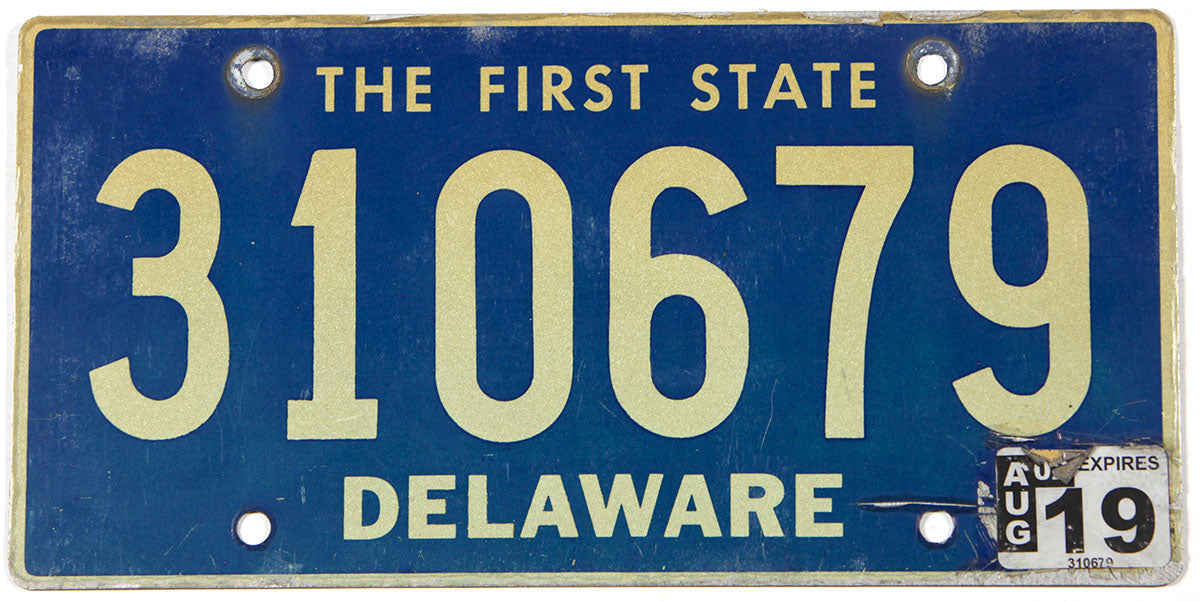 THE FIRST STATE
310679
DELAWARE
AUG
EXPIRES
19
310679